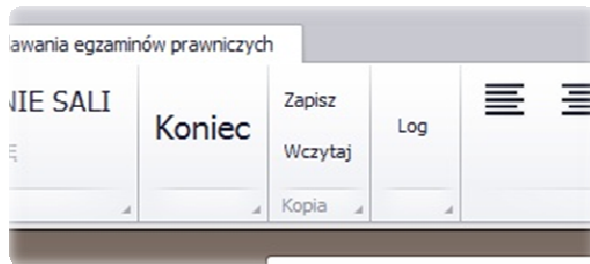 awania egzaminów prawniczych
NIE SALI
Koniec
Zapisz
Wczytaj
Kopia
Log